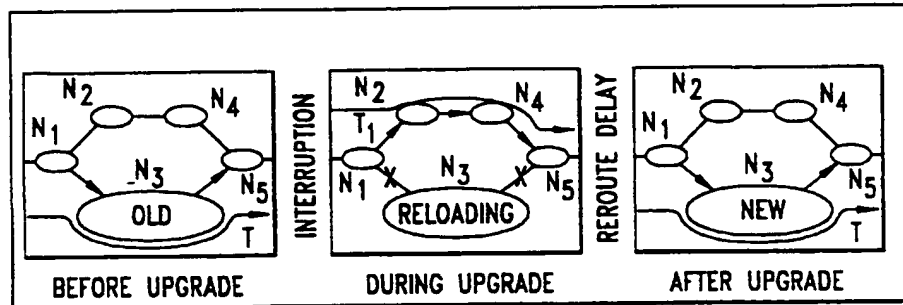 N2
N4
N1
N3
OLD
N5
T
BEFORE UPGRADE
INTERRUPTION
N2
N4
T1
N1
N3
N5
RELOADING
DURING UPGRADE
REROUTE DELAY
N2
N4
N1
N3
NEW
N5
T
AFTER UPGRADE